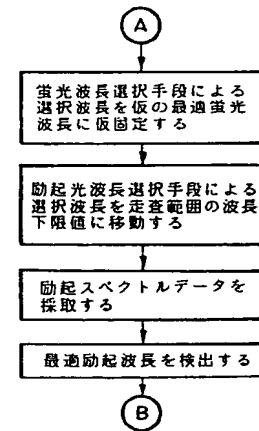 A
蛍光波長選択手段による
選択波長を仮の最適蛍光
波長に仮固定する
励起光波長選択手段による
選択波長を走査範囲の波長
下限値に移動する
励起スペクトルデータを
採取する
最適励起波長を検出する
B